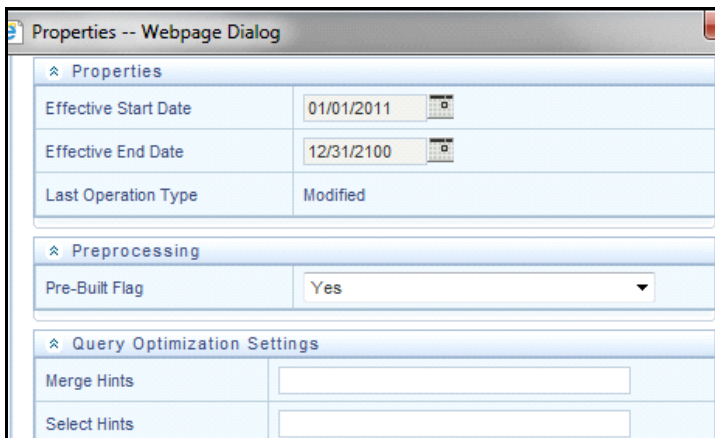 Properties -- Webpage Dialog
Properties
Effective Start Date 01/01/2011
Effective End Date 12/31/2100
Last Operation Type Modified
Preprocessing
Pre-Built Flag Yes
Query Optimization Settings
Merge Hints
Select Hints